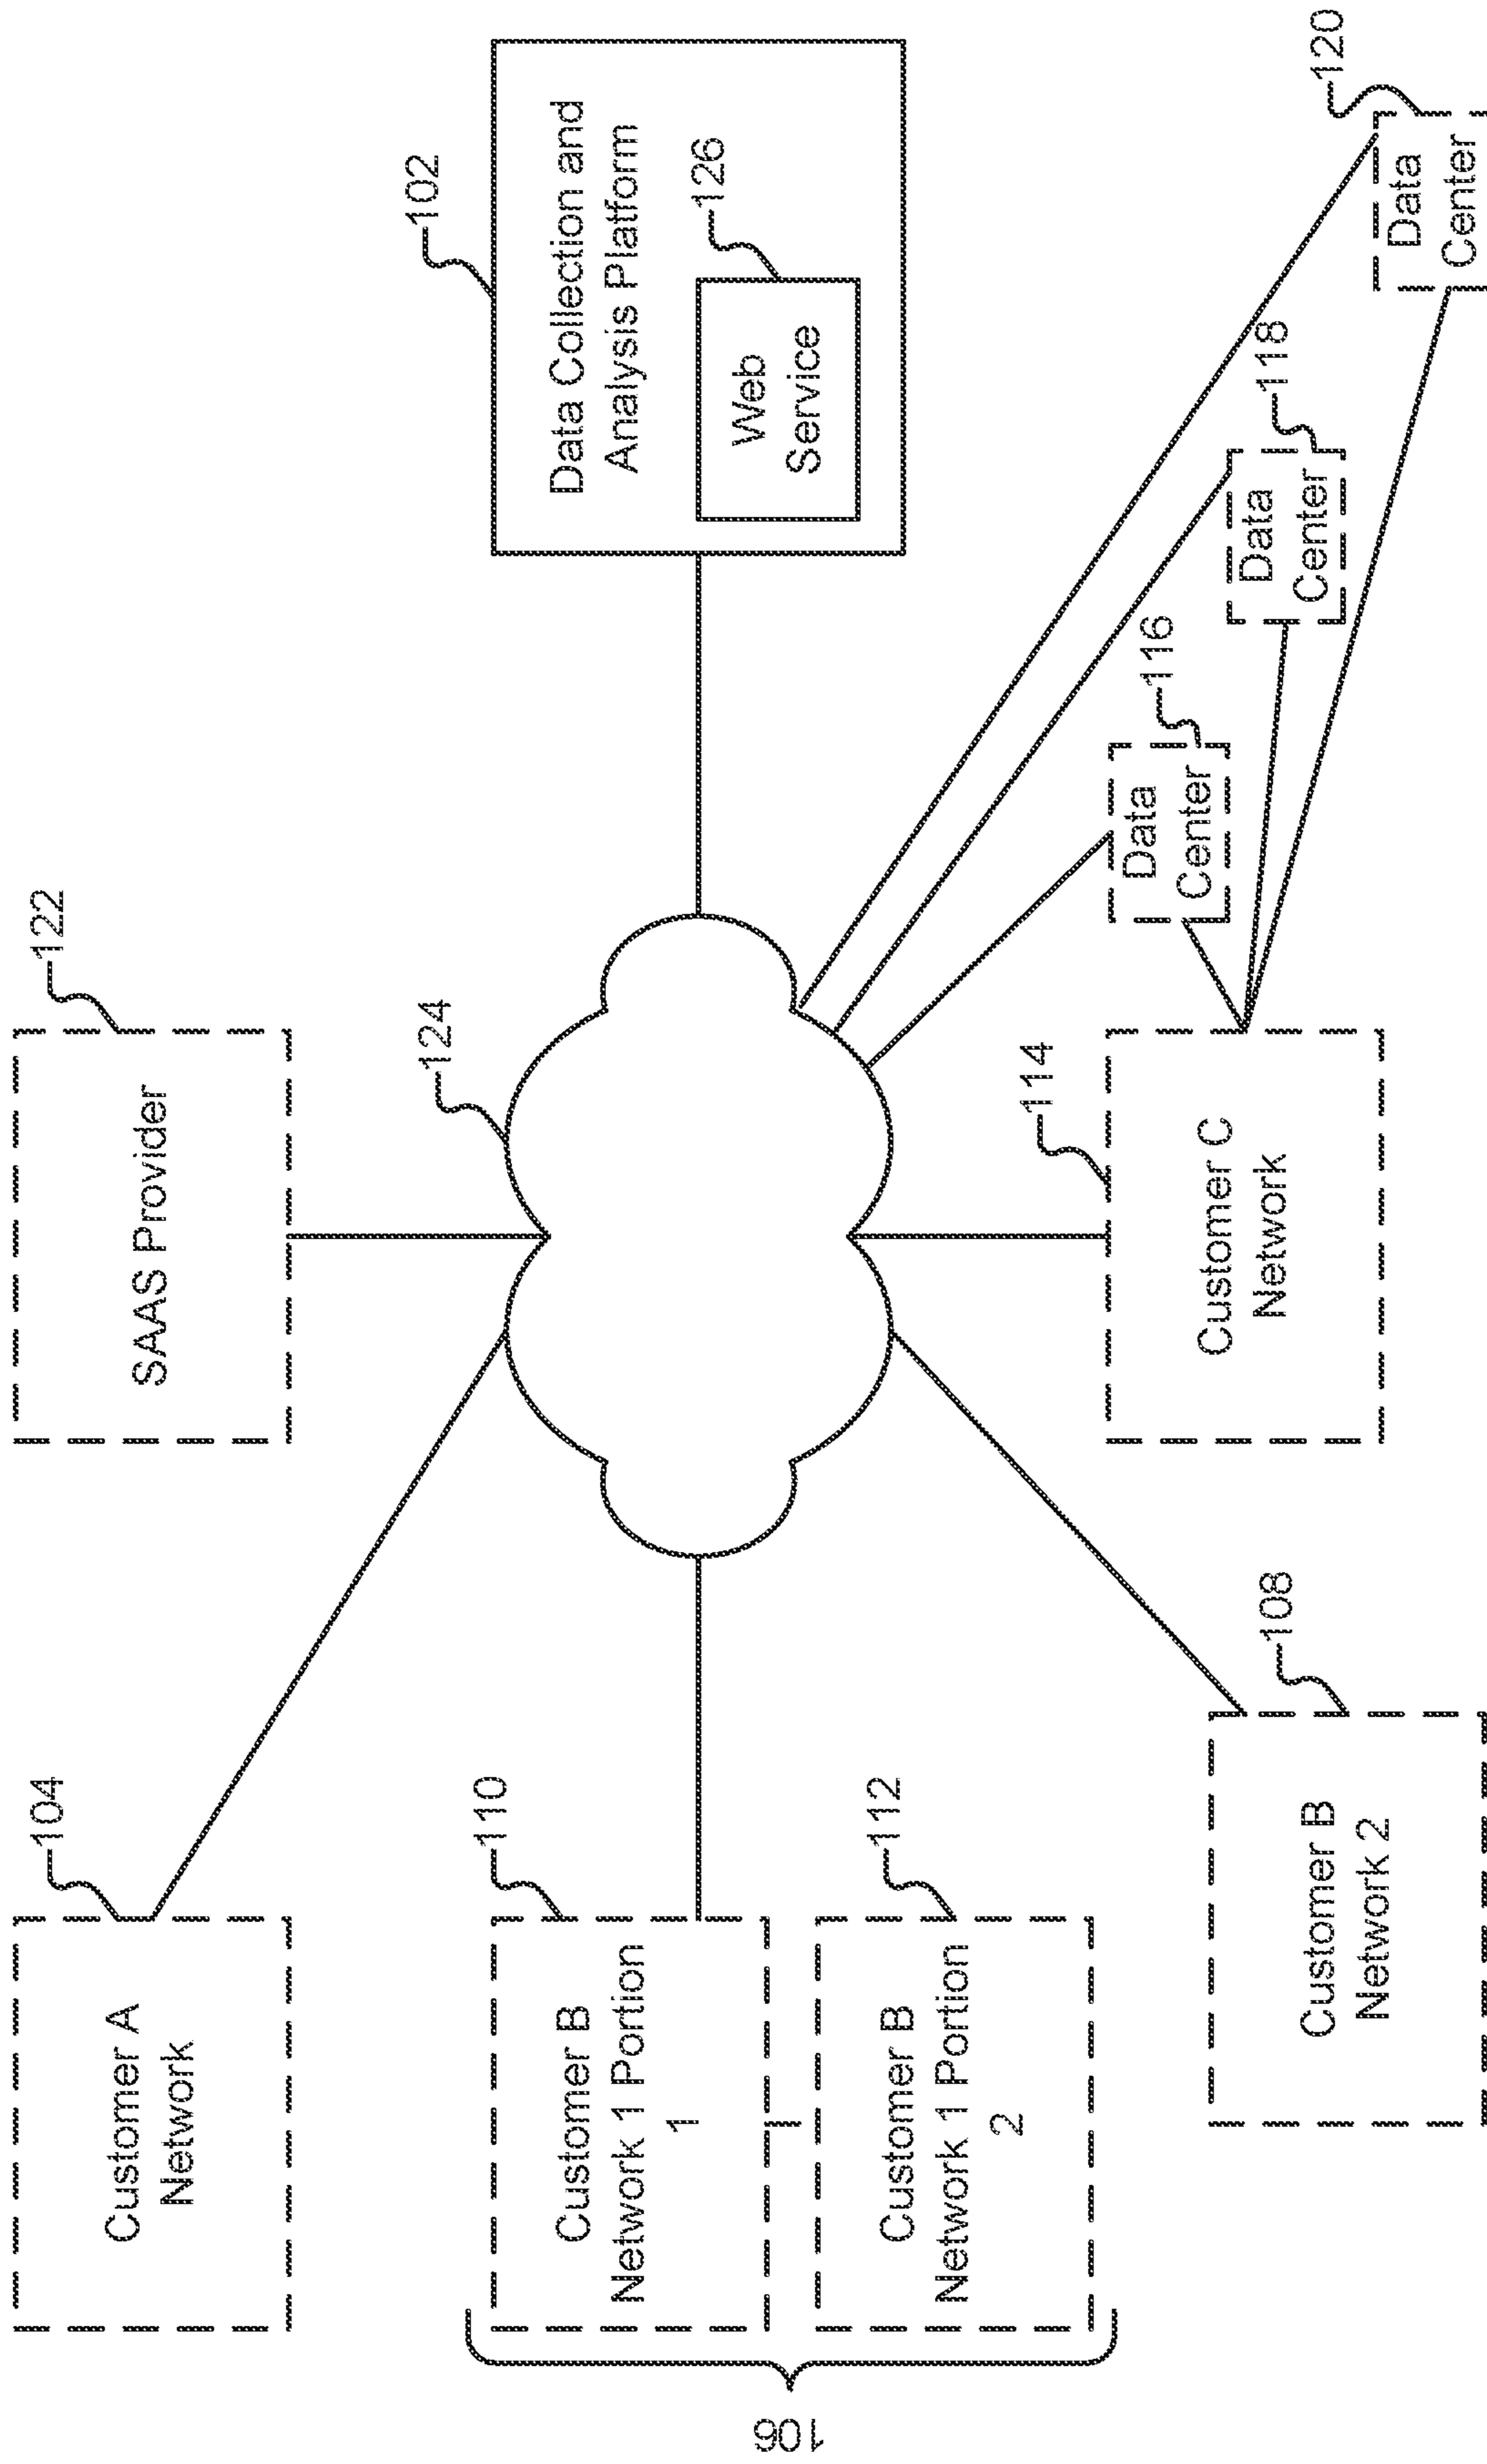 104
Customer A
Network
122
SAAS Provider
106
110
Customer B
Network 1 Portion
1
112
Customer B
Network 1 Portion
2
124
102
Data Collection and
Analysis Platform
126
Web
Service
108
Customer B
Network 2
114
Customer C
Network
116
Data
Center
118
Data
Center
120
Data
Center